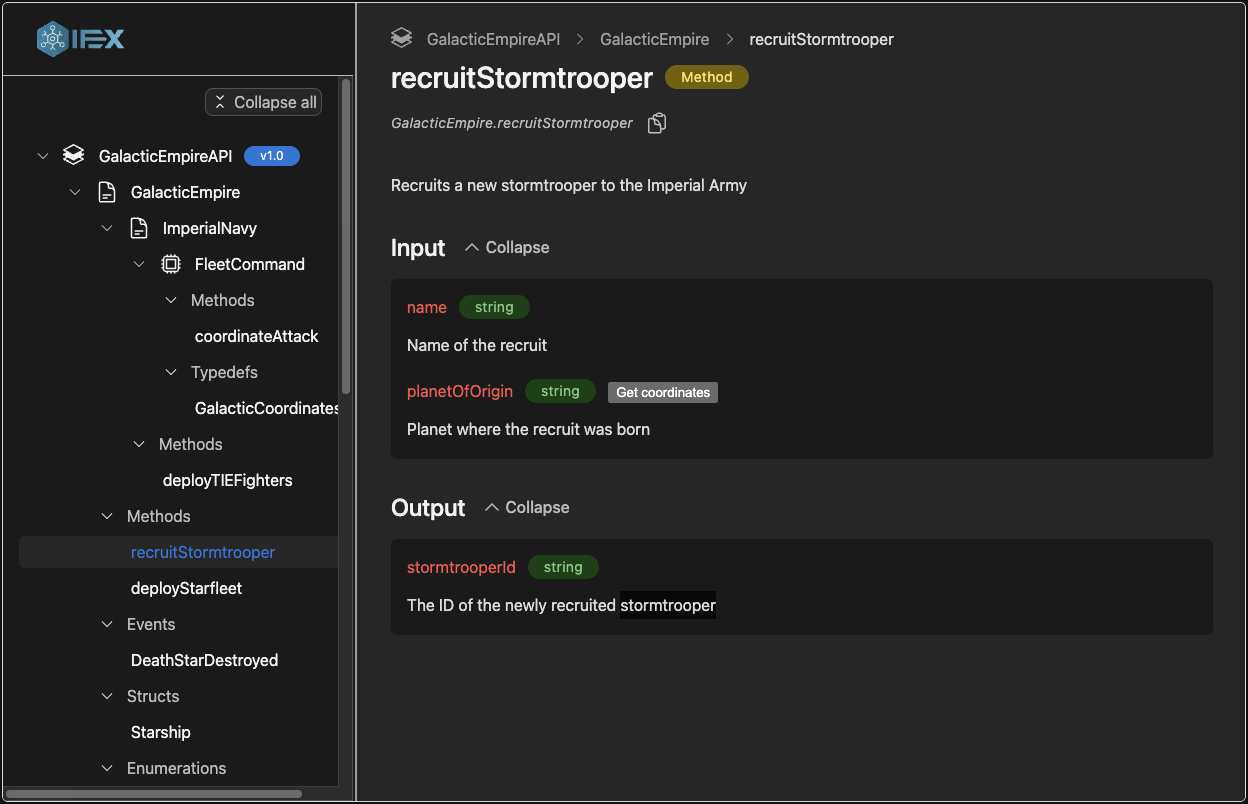 IFEX
Collapse all
GalacticEmpireAPI v1.0
GalacticEmpire
ImperialNavy
FleetCommand
Methods
coordinateAttack
Typedefs
GalacticCoordinates
Methods
deployTIEFighters
Methods
recruitStormtrooper
deployStarfleet
Events
DeathStarDestroyed
Structs
Starship
Enumerations
GalacticEmpireAPI > GalacticEmpire > recruitStormtrooper
recruitStormtrooper Method
GalacticEmpire.recruitStormtrooper
Recruits a new stormtrooper to the Imperial Army
Input Collapse
name string
Name of the recruit
planetOfOrigin string Get coordinates
Planet where the recruit was born
Output Collapse
stormtrooperId string
The ID of the newly recruited stormtrooper